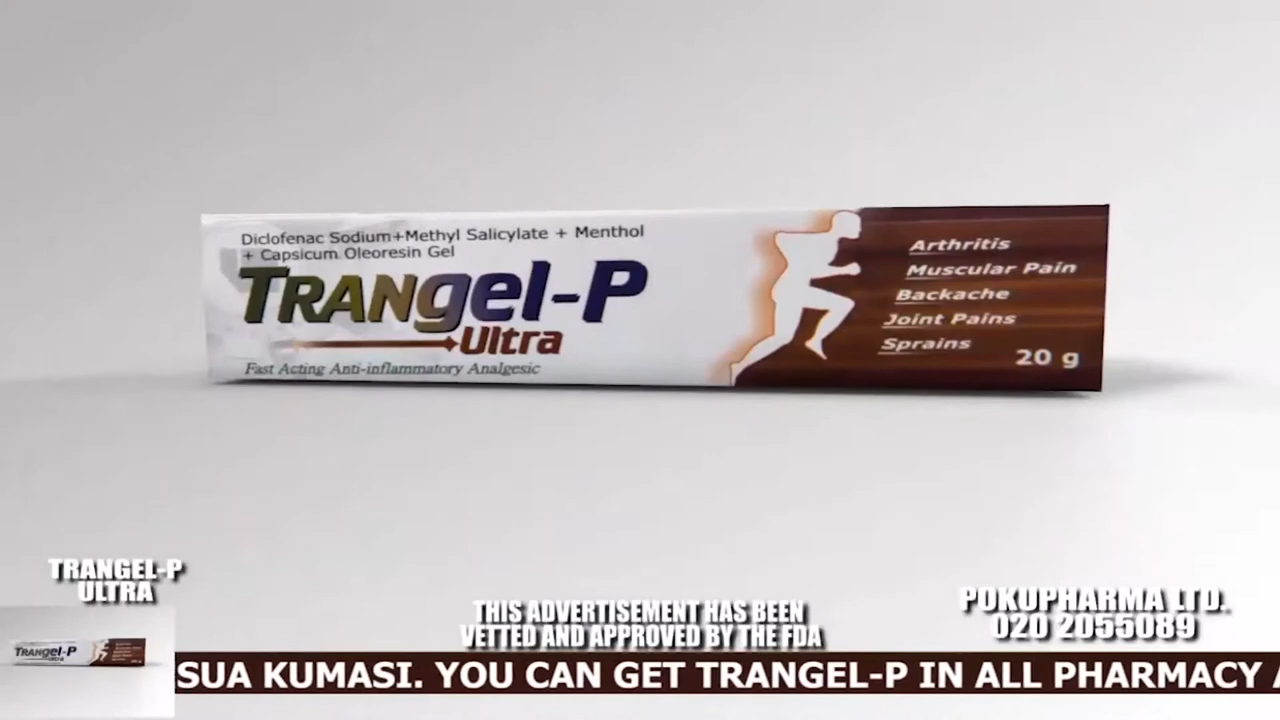 Diclofenac Sodium+Methyl Salicylate + Menthol
+ Capsicum Oleoresin Gel
TRANgel-P
Ultra
Fast Acting Anti-inflammatory Analgesic
Arthritis
Muscular Pain
Backache
Joint Pains
Sprains
20 g
TRANGEL-P
ULTRA
TRANgel-P
Ultra
THIS ADVERTISEMENT HAS BEEN
VETTED AND APPROVED BY THE FDA
POKUPHARMA LTD.
020 2055089
SUA KUMASI. YOU CAN GET TRANGEL-P IN ALL PHARMACY